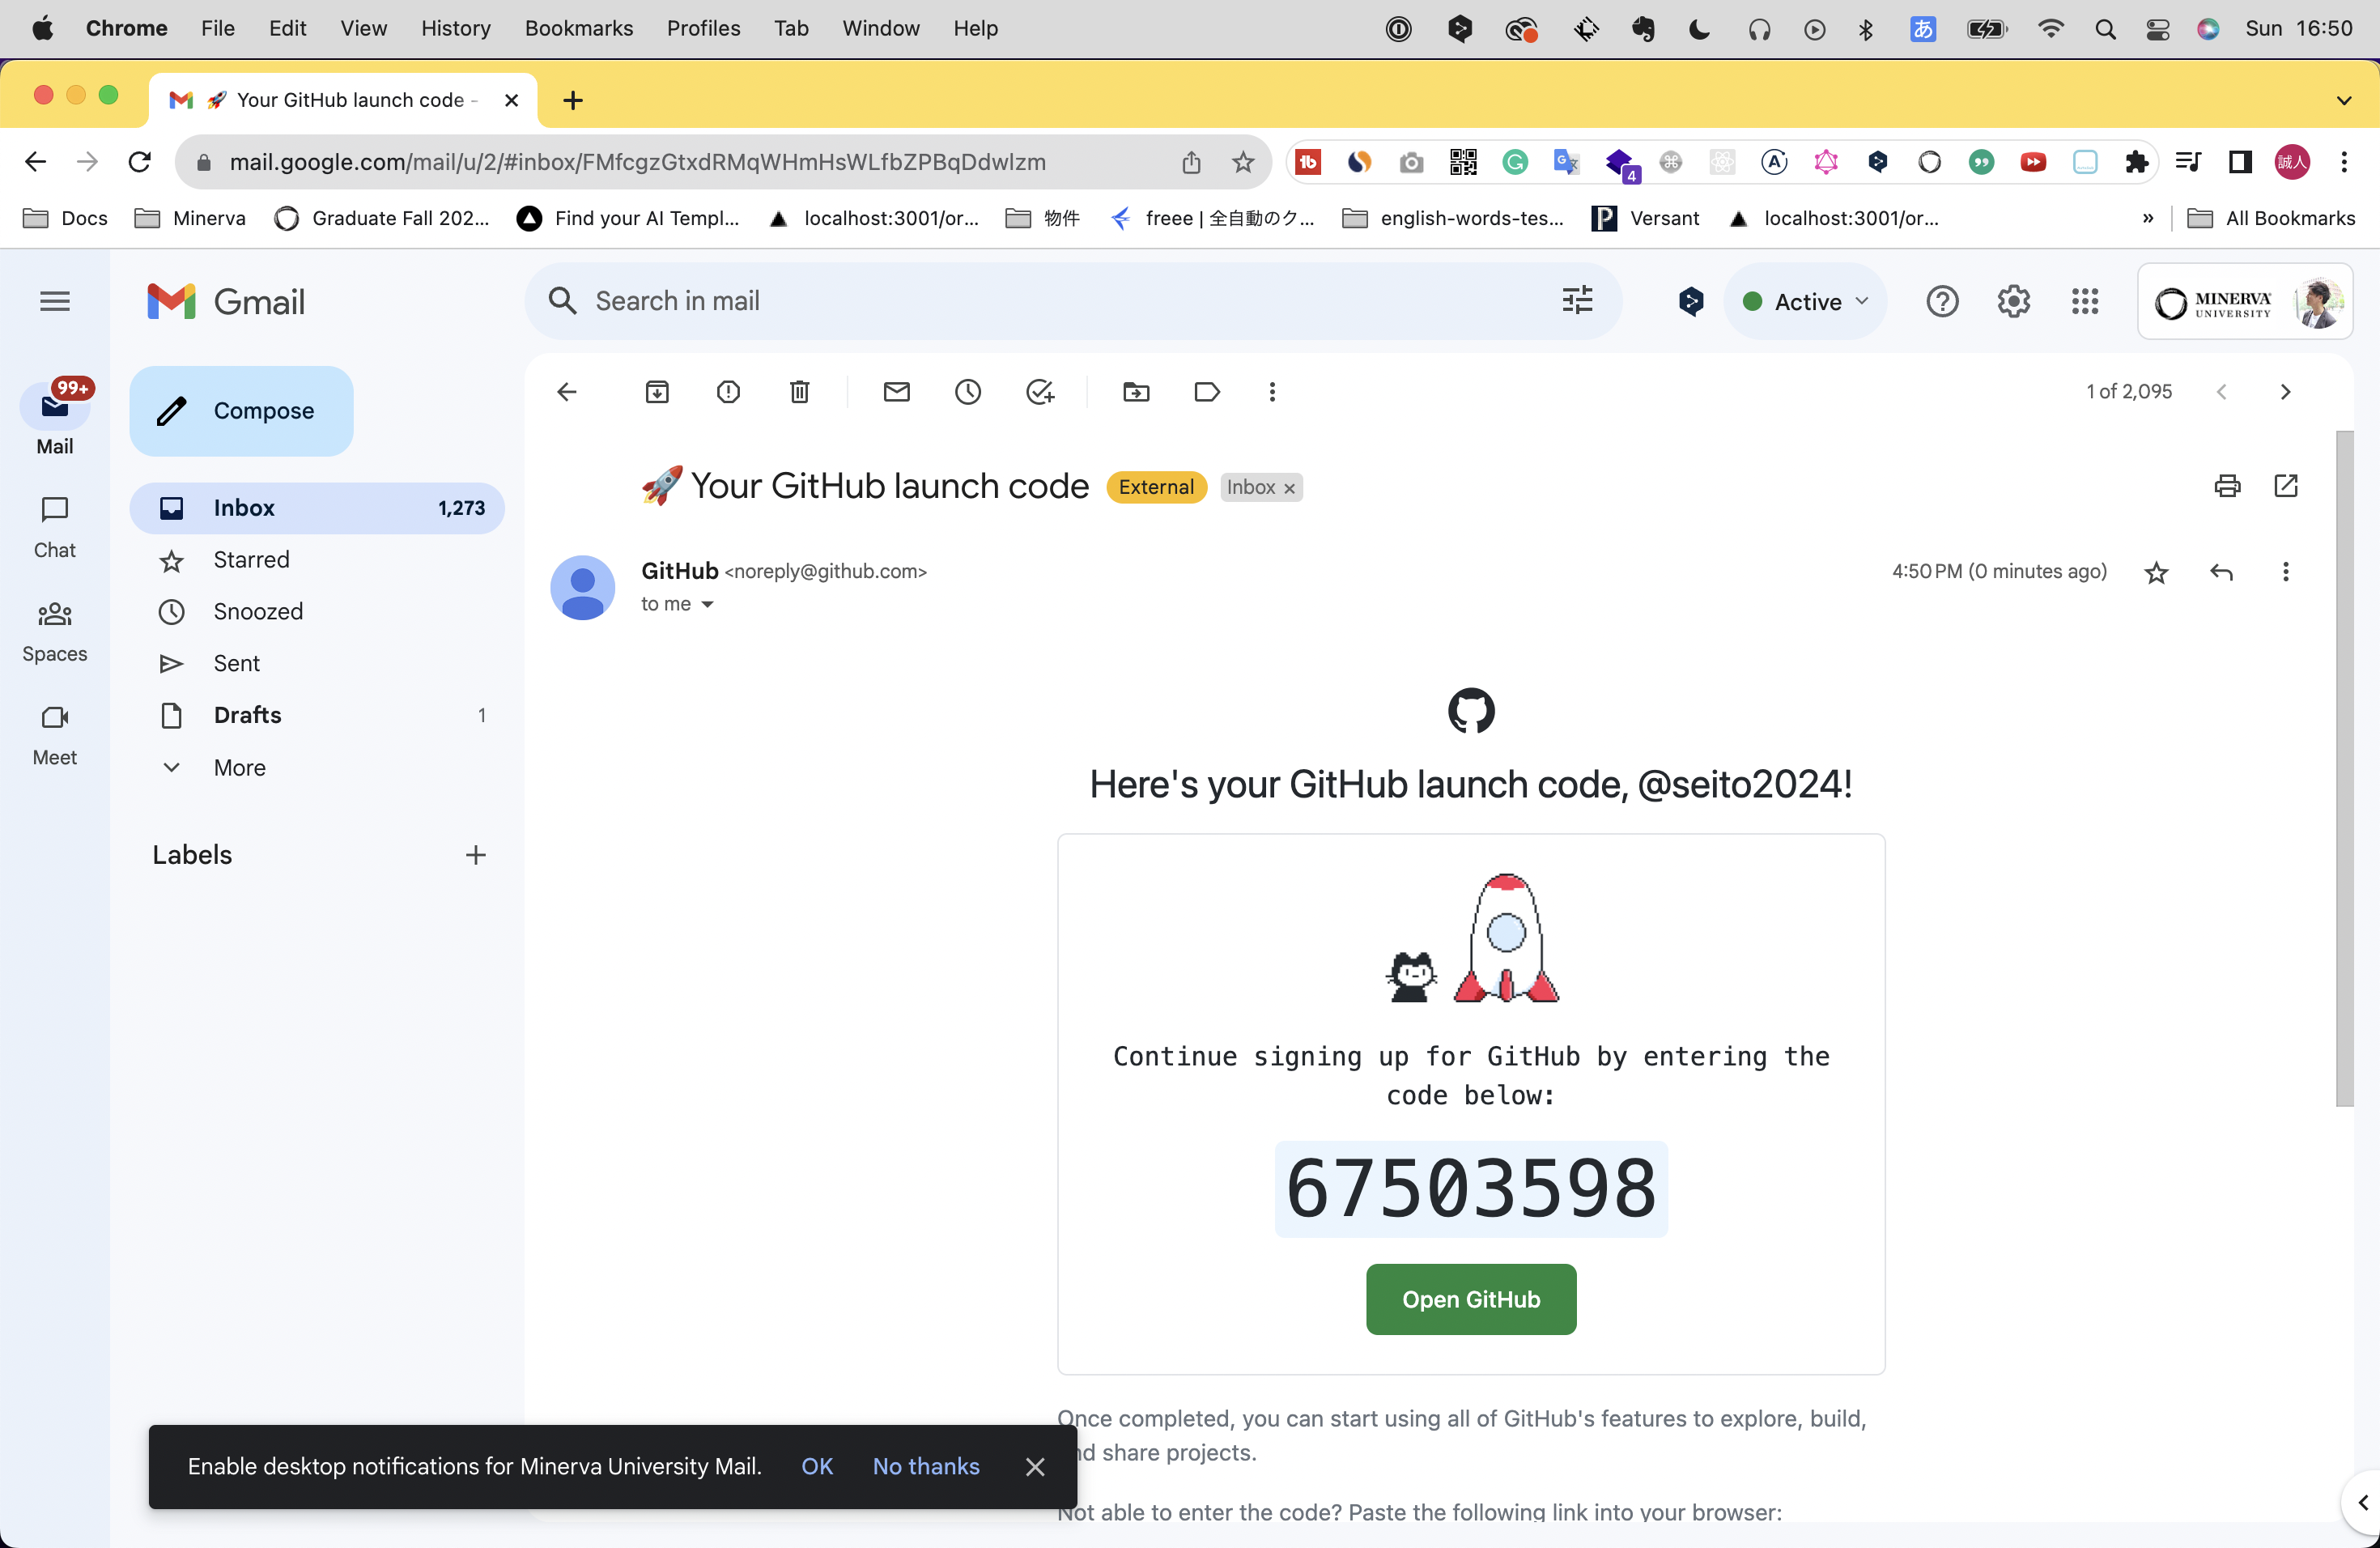 Chrome File Edit View History Bookmarks Profiles Tab Window Help あ Sun 16:50
🚀 Your GitHub launch code -
mail.google.com/mail/u/2/#inbox/FMfcgzGtxdRMqWHmHsWLfbZPBqDdwlzm 4 誠人
Docs Minerva Graduate Fall 202... Find your AI Templ... localhost:3001/or... 物件 freee | 全自動のク... english-words-tes... Versant localhost:3001/or... » All Bookmarks
Gmail Search in mail Active MINERVA UNIVERSITY
99+
Mail
Chat
Spaces
Meet
Compose
Inbox 1,273
Starred
Snoozed
Sent
Drafts 1
More
Labels
1 of 2,095
🚀 Your GitHub launch code External Inbox ×
GitHub <noreply@github.com> 4:50 PM (0 minutes ago)
to me
Here's your GitHub launch code, @seito2024!
Continue signing up for GitHub by entering the
code below:
67503598
Open GitHub
Once completed, you can start using all of GitHub's features to explore, build,
nd share projects.
Not able to enter the code? Paste the following link into your browser:
Enable desktop notifications for Minerva University Mail. OK No thanks